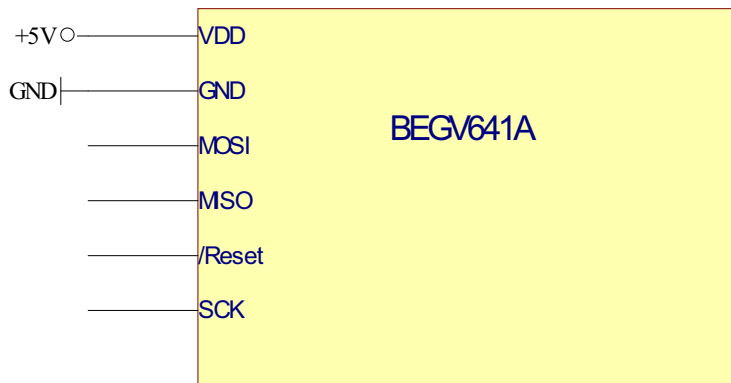 +5V VDD
GND GND
BEGV641A
MOSI
MISO
/Reset
SCK